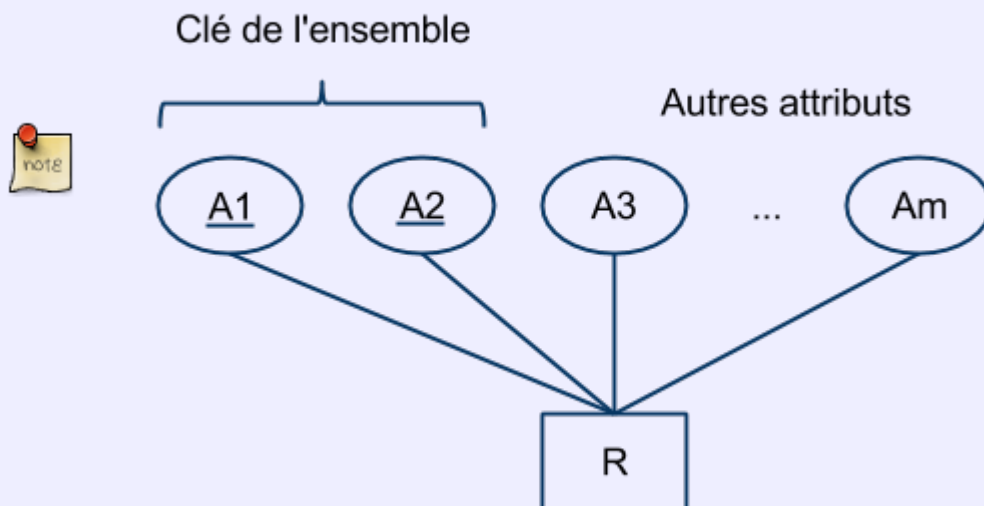 Clé de l'ensemble
Autres attributs
note
A1 A2 A3 ... Am
R